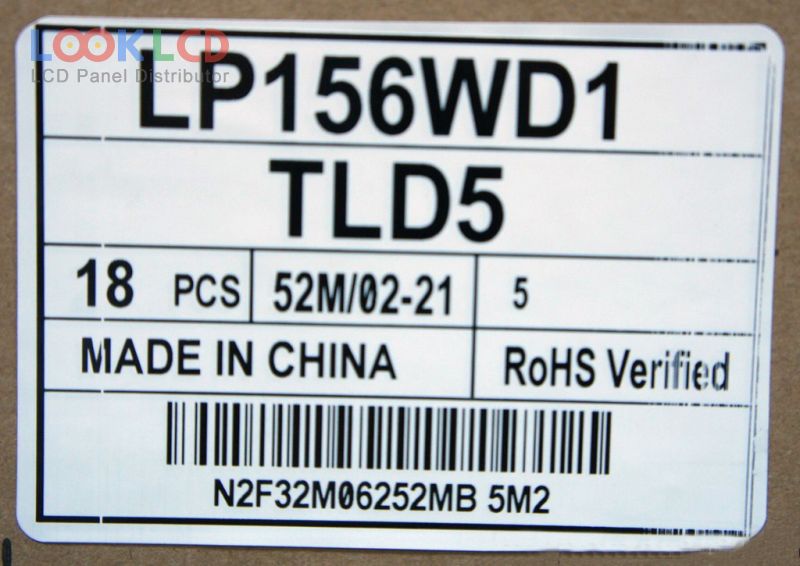 LOOKLCD
LCD Panel Distributor
LP156WD1
TLD5
18 PCS 52M/02-21 5
MADE IN CHINA RoHS Verified
N2F32M06252MB 5M2